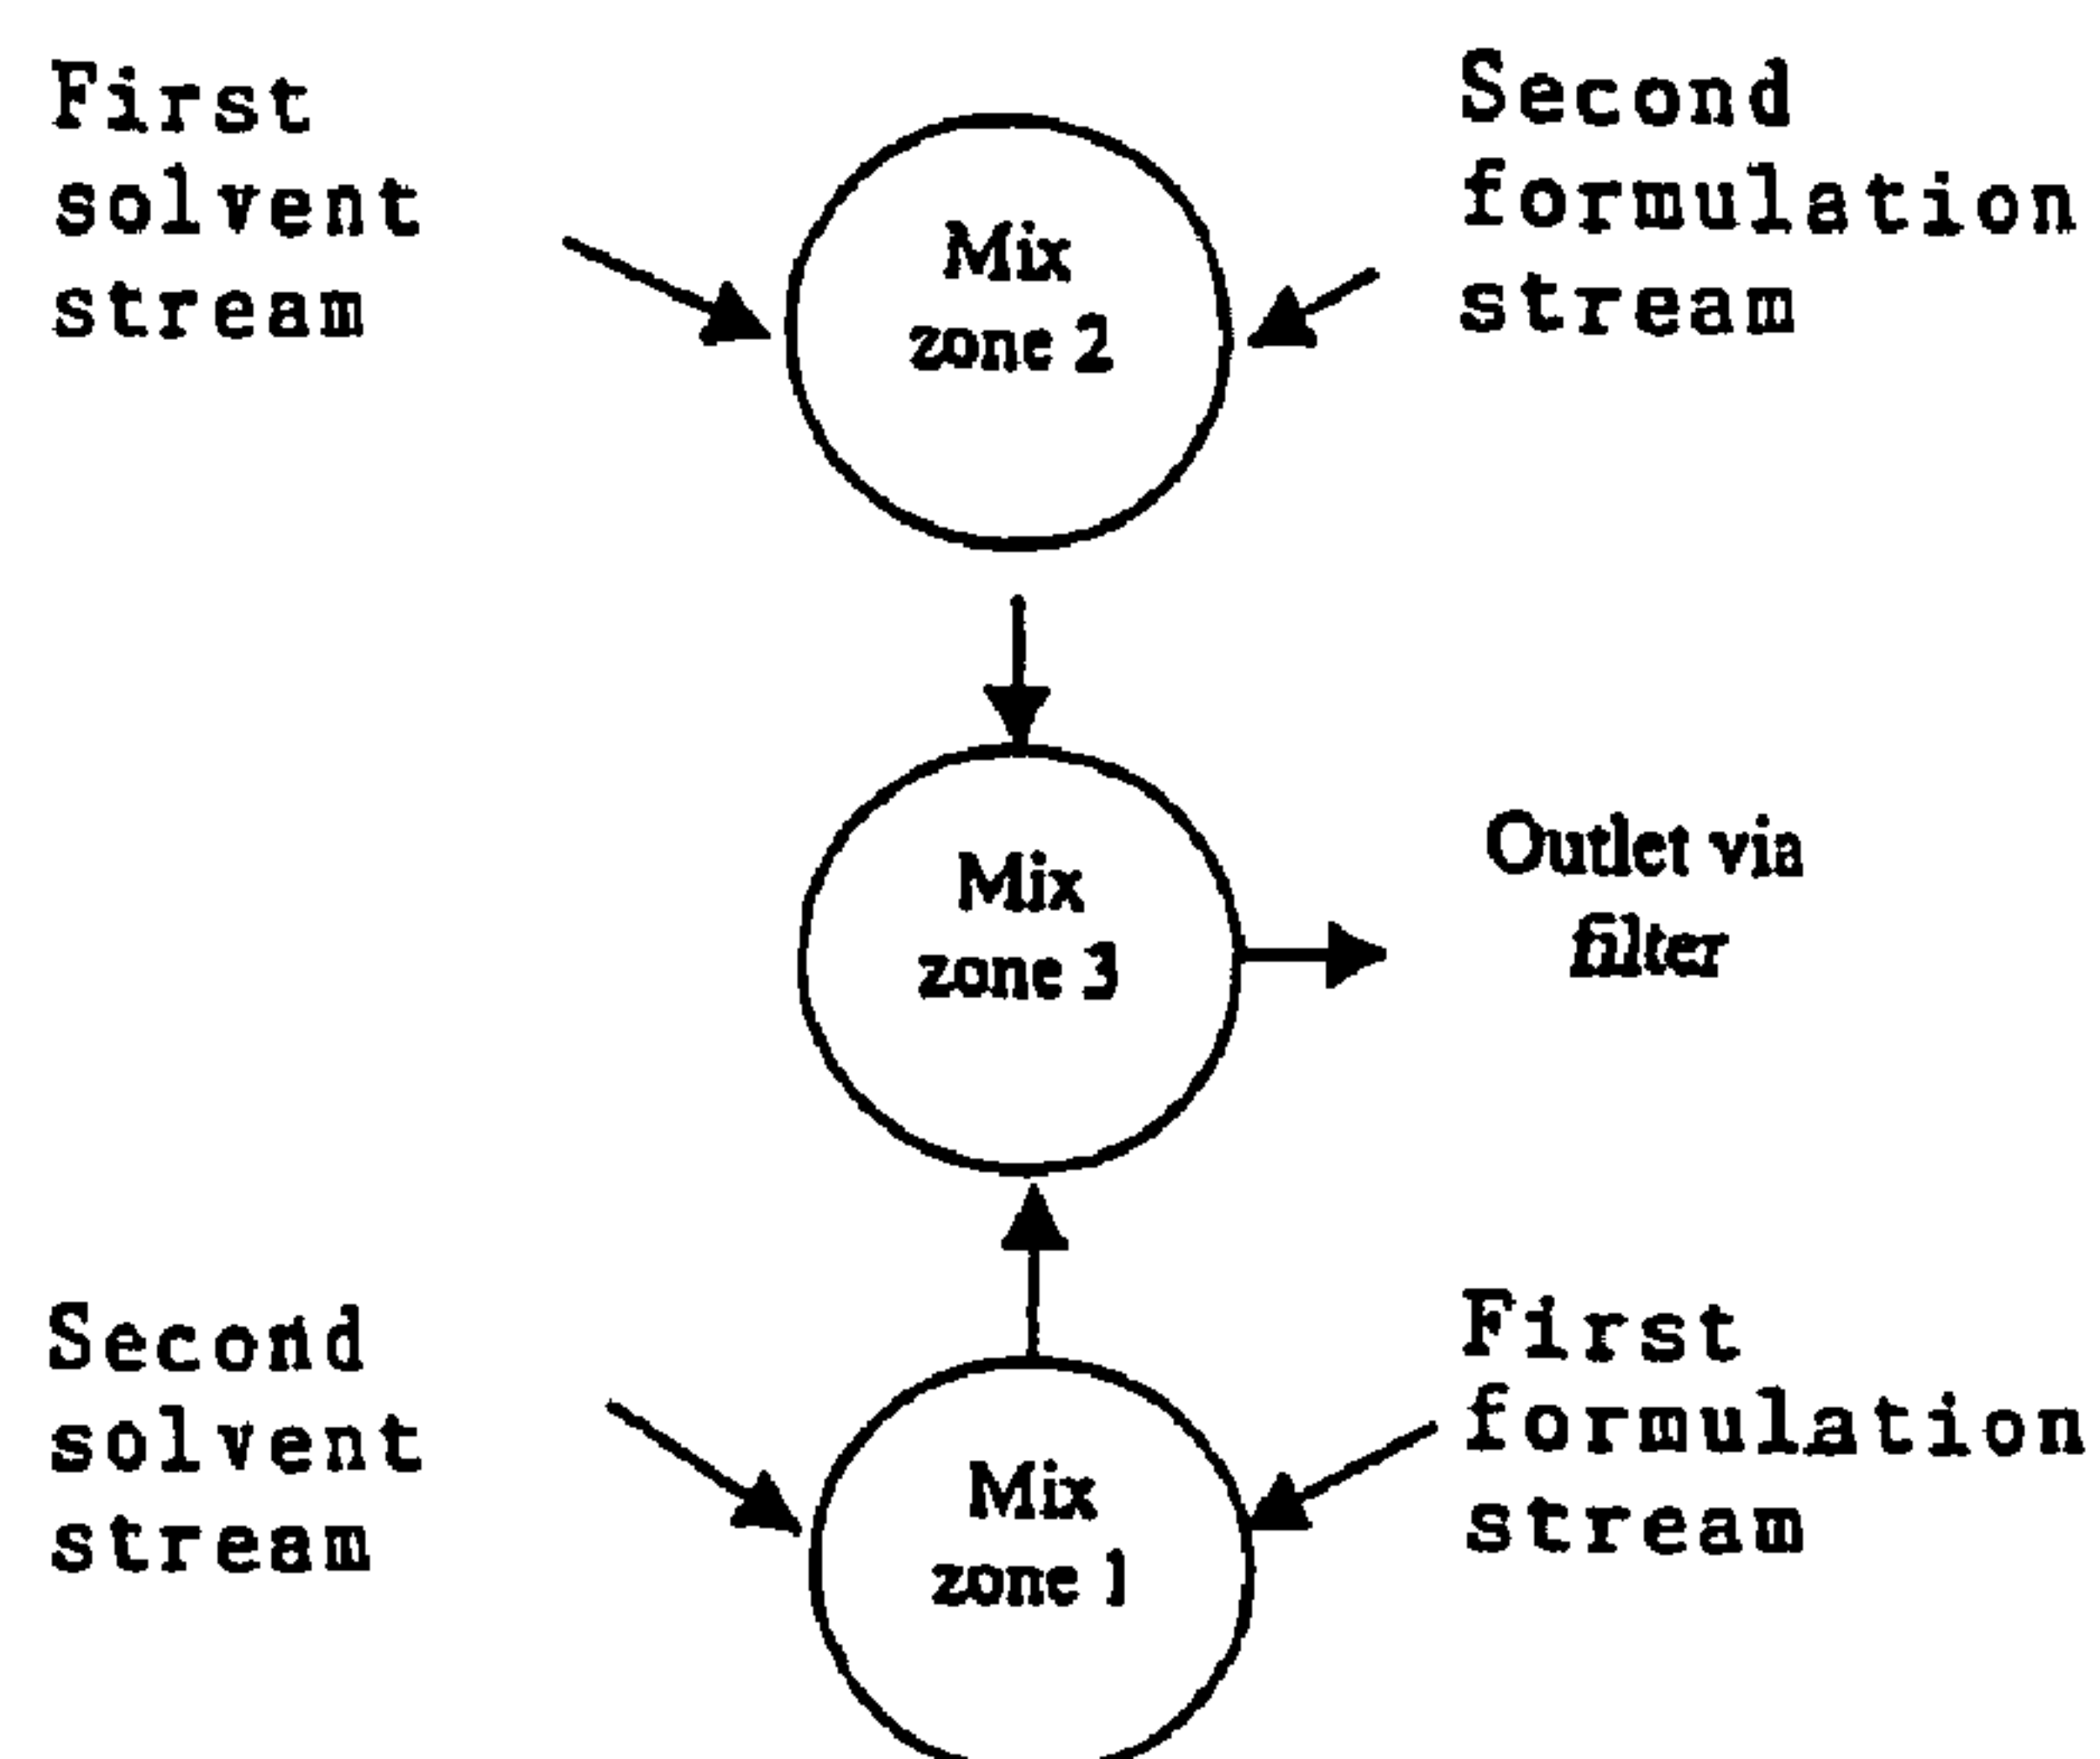 First
solvent
stream
Mix
zone 2
Second
formulation
stream
Mix
zone 3
Outlet via
filter
Second
solvent
stream
Mix
zone 1
First
formulation
stream